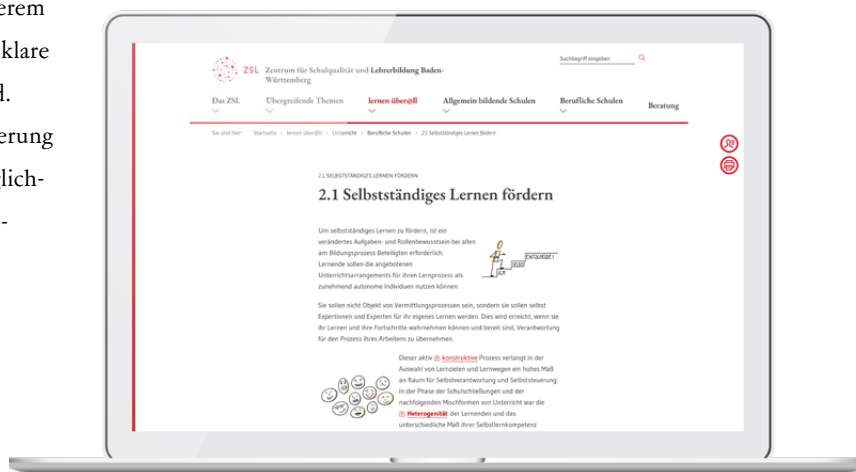 erem
klare
d.
erung
glich-
-
Suchbegriff eingeben
ZSL Zentrum für Schulqualität und Lehrerbildung Baden-
Württemberg
Das ZSL Übergreifende Themen lernen über@ll Allgemein bildende Schulen Berufliche Schulen Beratung
Sie sind hier: Startseite > lernen über@ll > Unterricht > Berufliche Schulen > 2.1 Selbstständiges Lernen fördern
2.1 SELBSTSTÄNDIGES LERNEN FÖRDERN
2.1 Selbstständiges Lernen fördern
Um selbstständiges Lernen zu fördern, ist ein
verändertes Aufgaben- und Rollenbewusstsein bei allen
am Bildungsprozess Beteiligten erforderlich.
Lernende sollen die angebotenen
Unterrichtsarrangements für ihren Lernprozess als
zunehmend autonome Individuen nutzen können.
Sie sollen nicht Objekt von Vermittlungsprozessen sein, sondern sie sollen selbst
Expertinnen und Experten für ihr eigenes Lernen werden. Dies wird erreicht, wenn sie
ihr Lernen und ihre Fortschritte wahrnehmen können und bereit sind, Verantwortung
für den Prozess ihres Arbeitens zu übernehmen.
Dieser aktiv konstruktive Prozess verlangt in der
Auswahl von Lernzielen und Lernwegen ein hohes Maß
an Raum für Selbstverantwortung und Selbststeuerung.
In der Phase der Schulschließungen und der
nachfolgenden Mischformen von Unterricht war die
Heterogenität der Lernenden und das
unterschiedliche Maß ihrer Selbstlernkompetenz